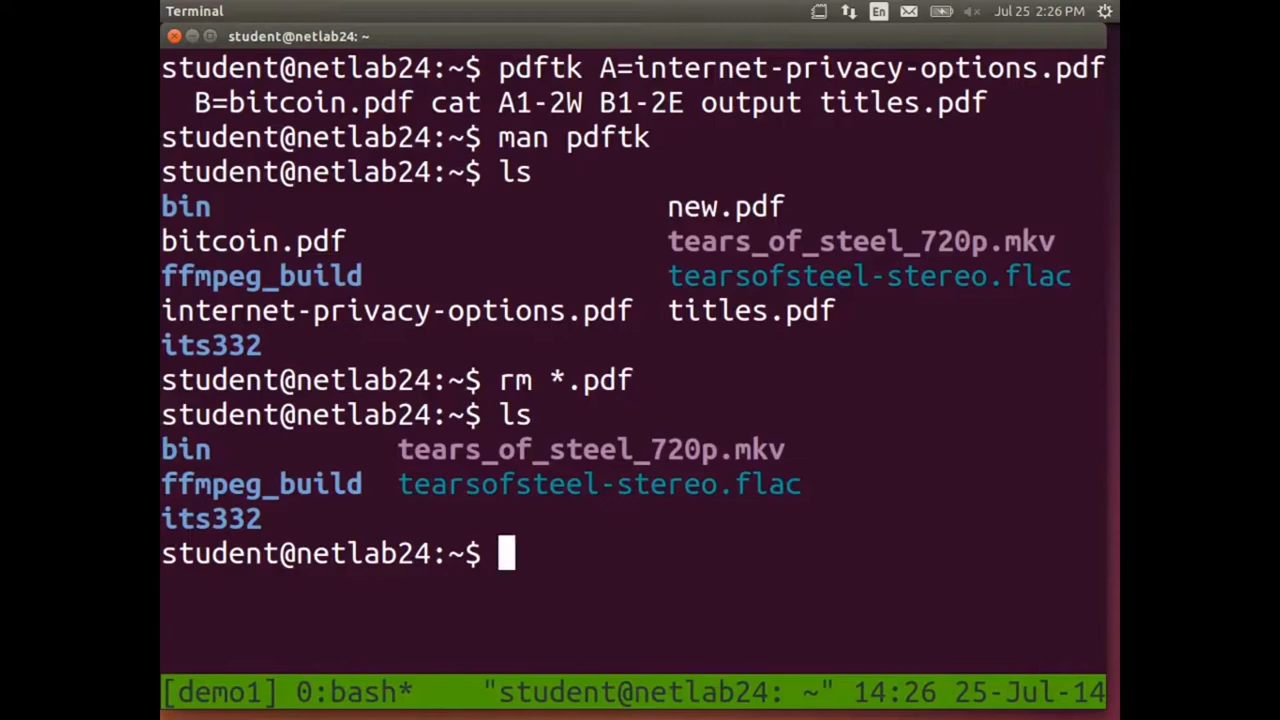 Terminal En Jul 25 2:26 PM
student@netlab24: ~
student@netlab24:~$ pdftk A=internet-privacy-options.pdf
B=bitcoin.pdf cat A1-2W B1-2E output titles.pdf
student@netlab24:~$ man pdftk
student@netlab24:~$ ls
bin new.pdf
bitcoin.pdf tears_of_steel_720p.mkv
ffmpeg_build tearsofsteel-stereo.flac
internet-privacy-options.pdf titles.pdf
its332
student@netlab24:~$ rm *.pdf
student@netlab24:~$ ls
bin tears_of_steel_720p.mkv
ffmpeg_build tearsofsteel-stereo.flac
its332
student@netlab24:~$
[demo1] 0:bash* "student@netlab24: ~" 14:26 25-Jul-14